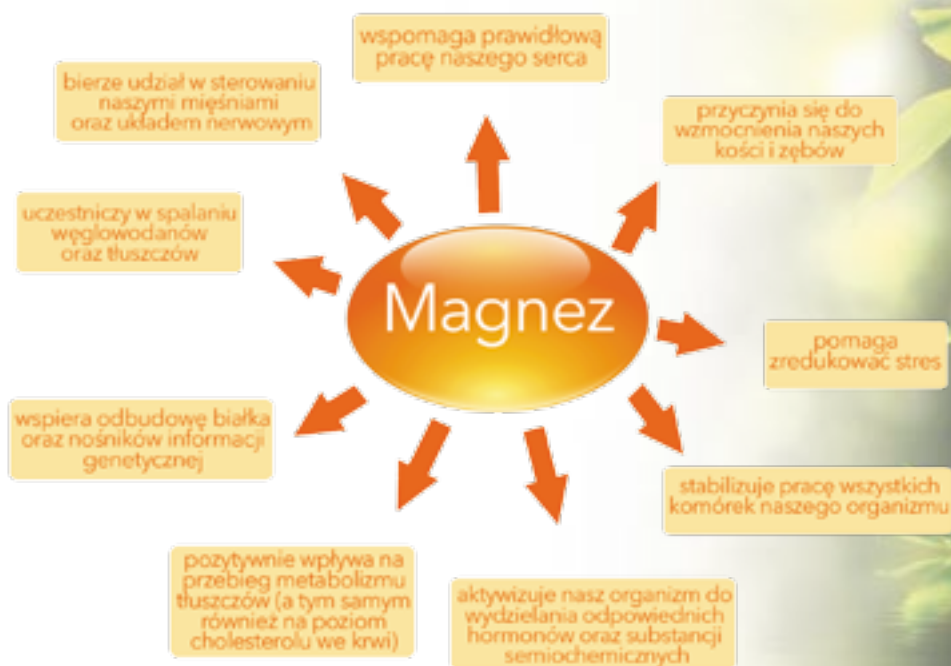 wspomaga prawidłową
pracę naszego serca
bierze udział w sterowaniu
naszymi mięśniami
oraz układem nerwowym
przyczynia się do
wzmocnienia naszych
kości i zębów
uczestniczy w spalaniu
węglowodanów
oraz tłuszczów
Magnez
pomaga
zredukować stres
wspiera odbudowę białka
oraz nośników informacji
genetycznej
stabilizuje pracę wszystkich
komórek naszego organizmu
pozytywnie wpływa na
przebieg metabolizmu
tłuszczów (a tym samym
również na poziom
cholesterolu we krwi)
aktywizuje nasz organizm do
wydzielania odpowiednich
hormonów oraz substancji
semiochemicznych